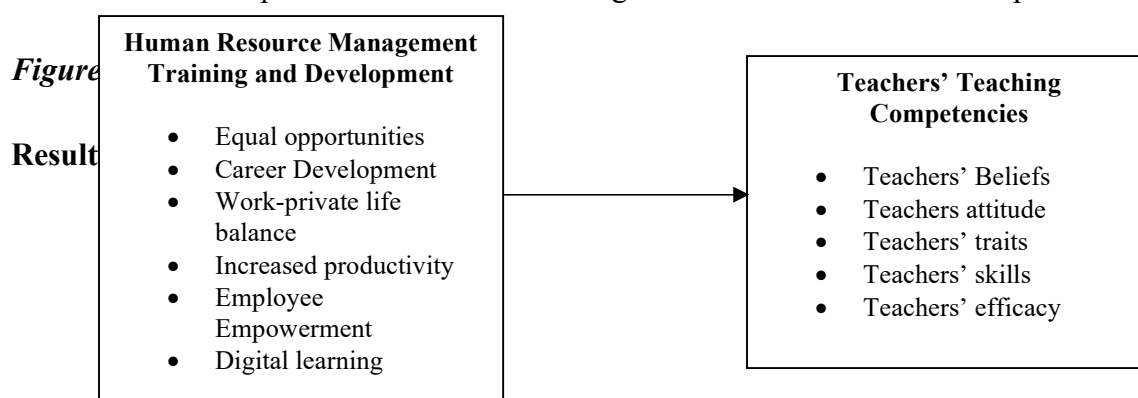 Human Resource Management
Training and Development
• Equal opportunities
• Career Development
• Work-private life
balance
• Increased productivity
• Employee
Empowerment
• Digital learning
Figure
Result
Teachers’ Teaching
Competencies
• Teachers’ Beliefs
• Teachers attitude
• Teachers’ traits
• Teachers’ skills
• Teachers’ efficacy